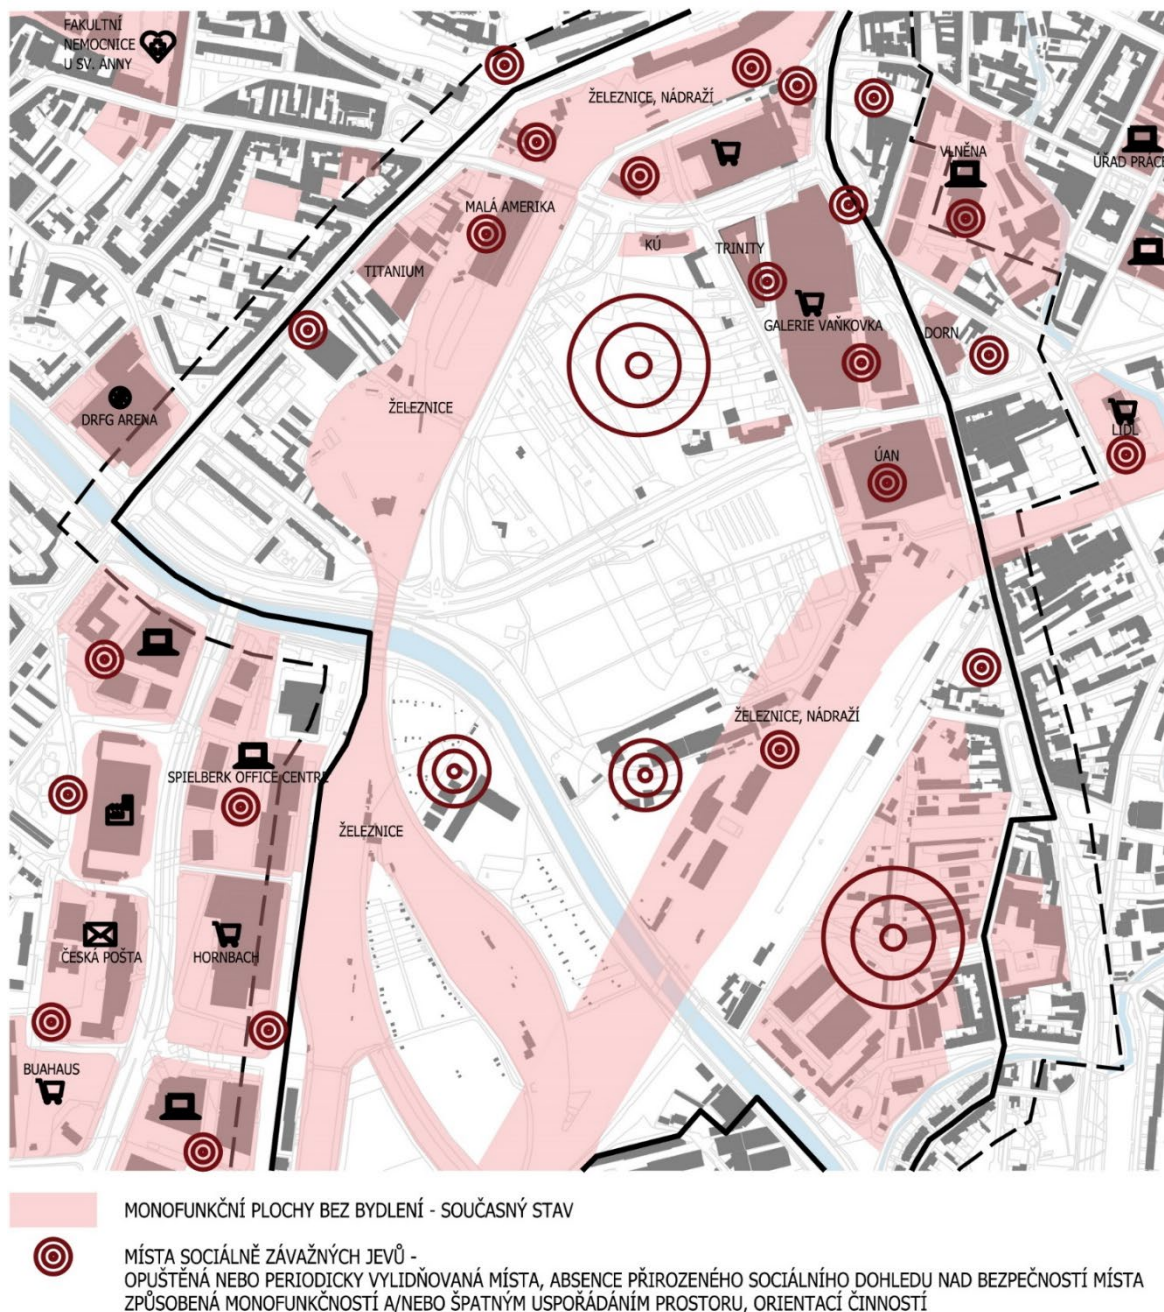 FAKULTNÍ
NEMOCNICE
U SV. ANNY
ŽELEZNICE, NÁDRAŽÍ
VLNĚNA
ÚŘAD PRÁCE
MALÁ AMERIKA
KÚ
TRINITY
TITANIUM
GALERIE VAŇKOVKA
DORN
ŽELEZNICE
DRFG ARENA
LIDL
ÚAN
ŽELEZNICE, NÁDRAŽÍ
SPIELBERK OFFICE CENTRE
ŽELEZNICE
ČESKÁ POŠTA
HORNBACH
BUAHAUS
MONOFUNKČNÍ PLOCHY BEZ BYDLENÍ - SOUČASNÝ STAV
MÍSTA SOCIÁLNĚ ZÁVAŽNÝCH JEVŮ -
OPUŠTĚNÁ NEBO PERIODICKY VYLIDŇOVANÁ MÍSTA, ABSENCE PŘIROZENÉHO SOCIÁLNÍHO DOHLEDU NAD BEZPEČNOSTÍ MÍSTA
ZPŮSOBENÁ MONOFUNKČNOSTÍ A/NEBO ŠPATNÝM USPOŘÁDÁNÍM PROSTORU, ORIENTACÍ ČINNOSTÍ